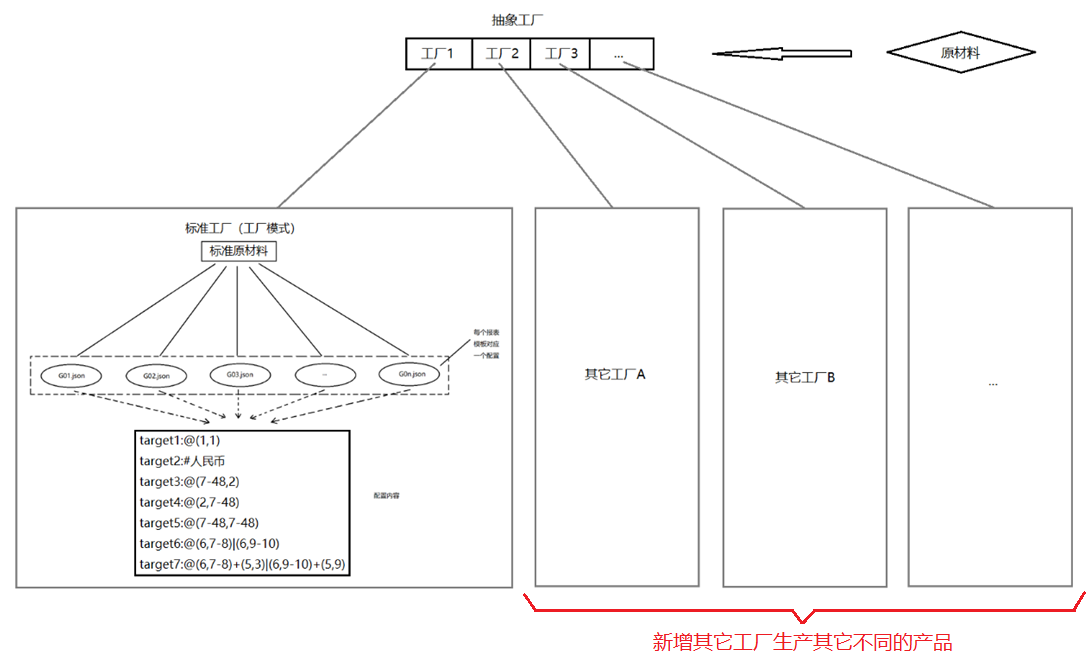 抽象工厂
工厂1 工厂2 工厂3 ...
原材料
标准工厂（工厂模式）
标准原材料
每个报表
模板对应
一个配置
G01.json G02.json G03.json ... G0n.json
target1:@(1,1)
target2:#人民币
target3:@(7-48,2)
target4:@(2,7-48)
target5:@(7-48,7-48)
target6:@(6,7-8)|(6,9-10)
target7:@(6,7-8)+(5,3)|(6,9-10)+(5,9)
配置内容
其它工厂A
其它工厂B
...
新增其它工厂生产其它不同的产品